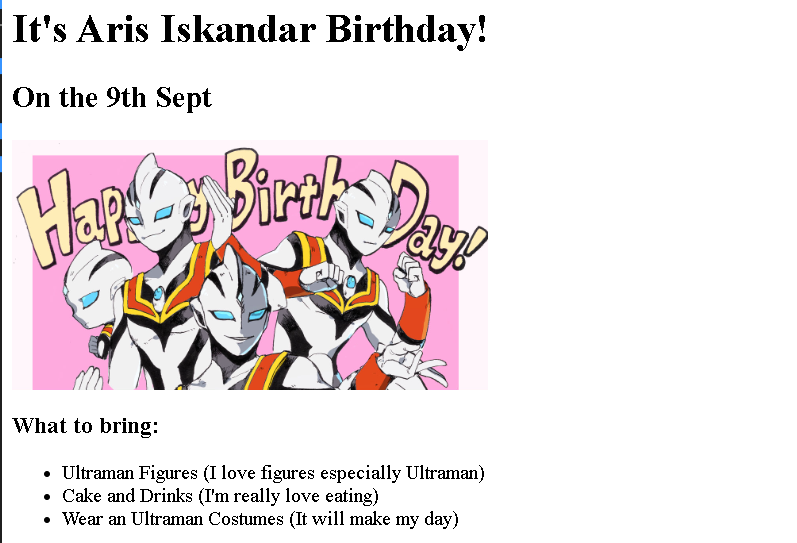 It's Aris Iskandar Birthday!
On the 9th Sept
Happy Birth Day!
What to bring:
Ultraman Figures (I love figures especially Ultraman)
Cake and Drinks (I'm really love eating)
Wear an Ultraman Costumes (It will make my day)